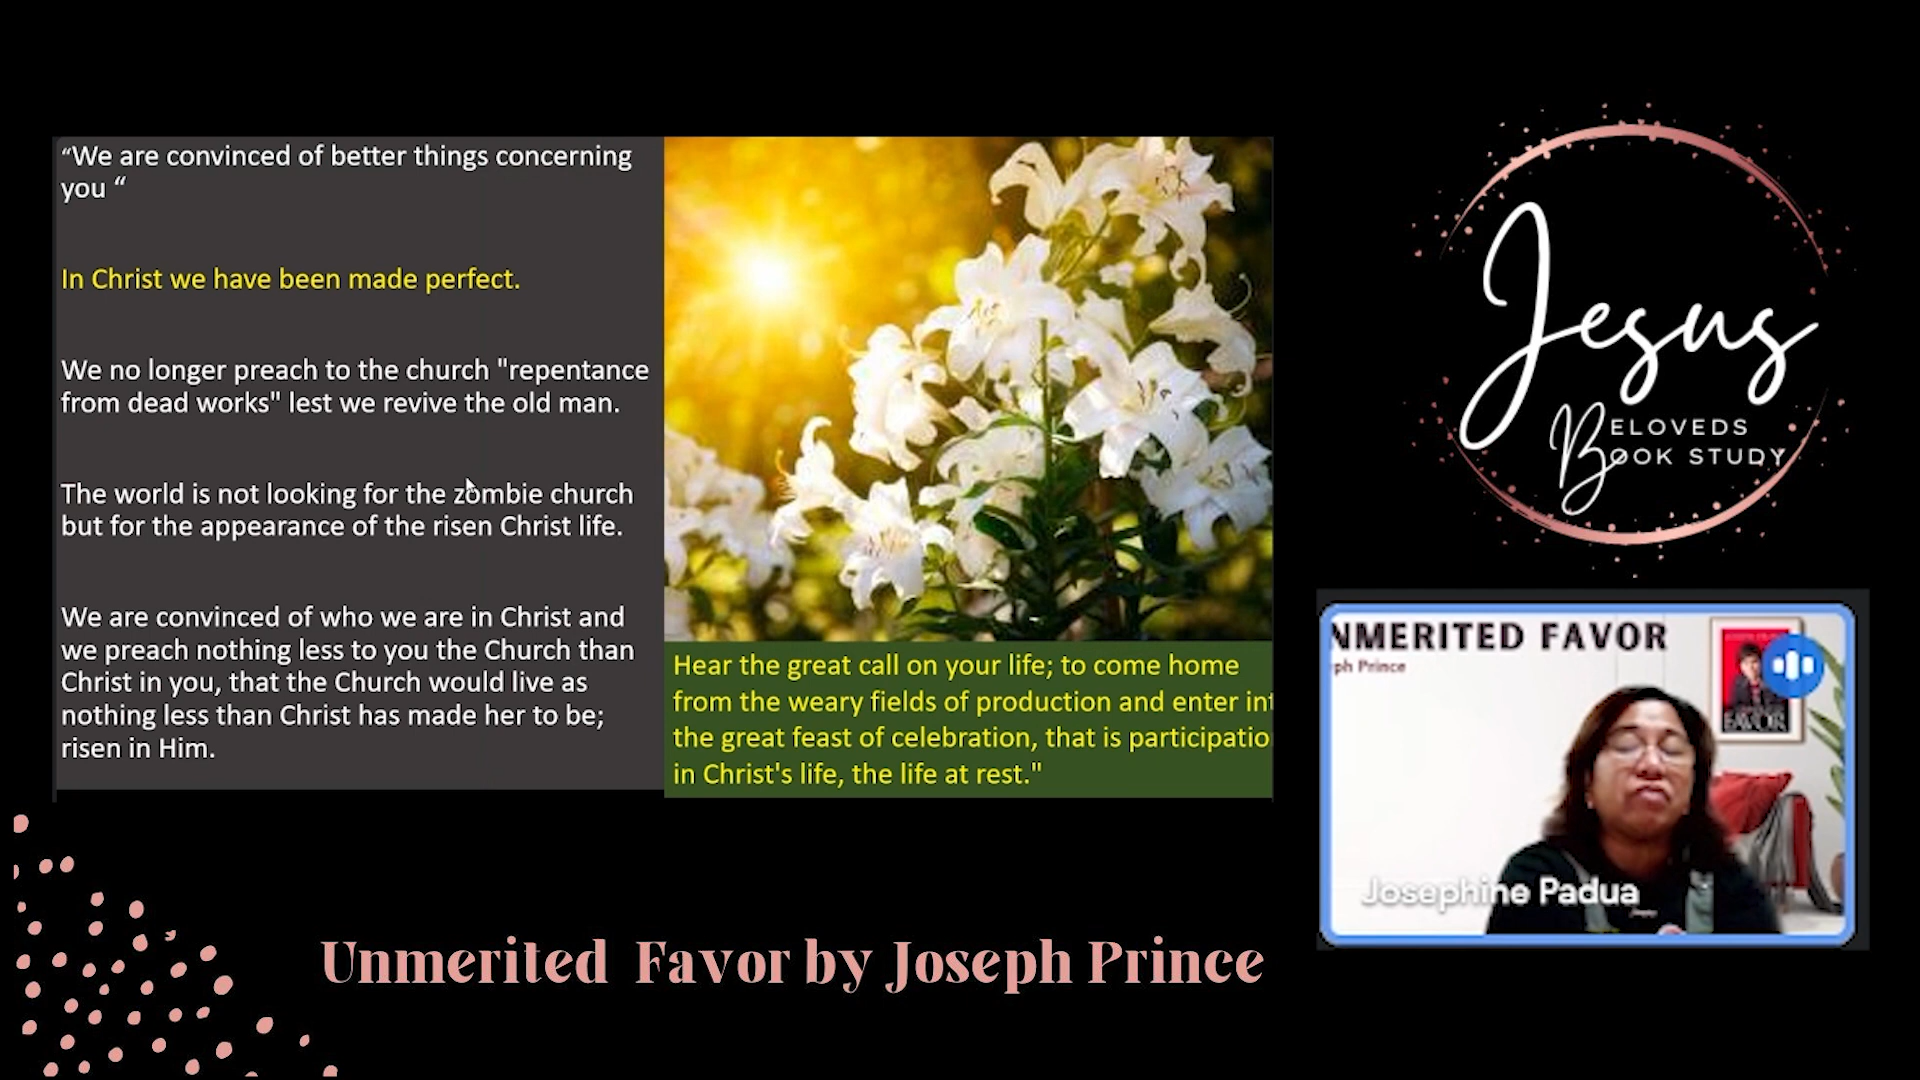 “We are convinced of better things concerning
you “
In Christ we have been made perfect.
We no longer preach to the church "repentance
from dead works" lest we revive the old man.
The world is not looking for the zombie church
but for the appearance of the risen Christ life.
We are convinced of who we are in Christ and
we preach nothing less to you the Church than
Christ in you, that the Church would live as
nothing less than Christ has made her to be;
risen in Him.
Hear the great call on your life; to come home
from the weary fields of production and enter int
the great feast of celebration, that is participatio
in Christ's life, the life at rest."
Jesus
BELOVEDS
BOOK STUDY
NMERITED FAVOR
ph Prince
FAVOR
Josephine Padua
Unmerited Favor by Joseph Prince